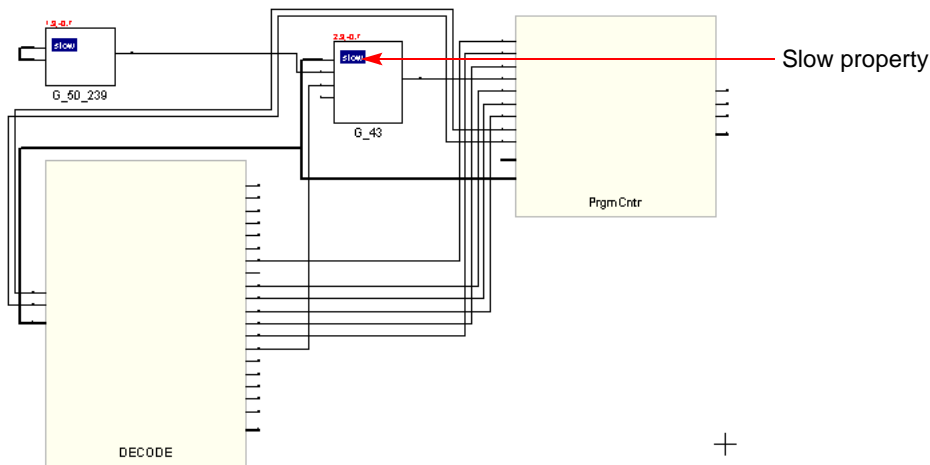 slow
G_50_239
slow
Slow property
G_43
PrgmCntr
DECODE